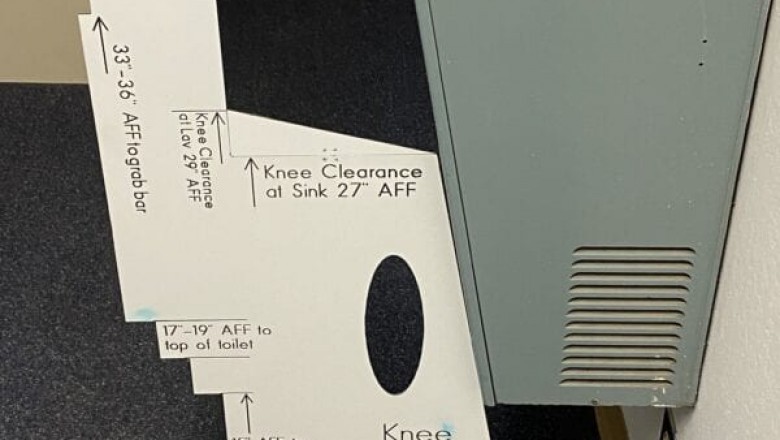 33"-36" AFF to grab bar
Knee Clearance
at Lav 29" AFF
Knee Clearance
at Sink 27" AFF
17"-19" AFF to
top of toilet
AFF
Knee